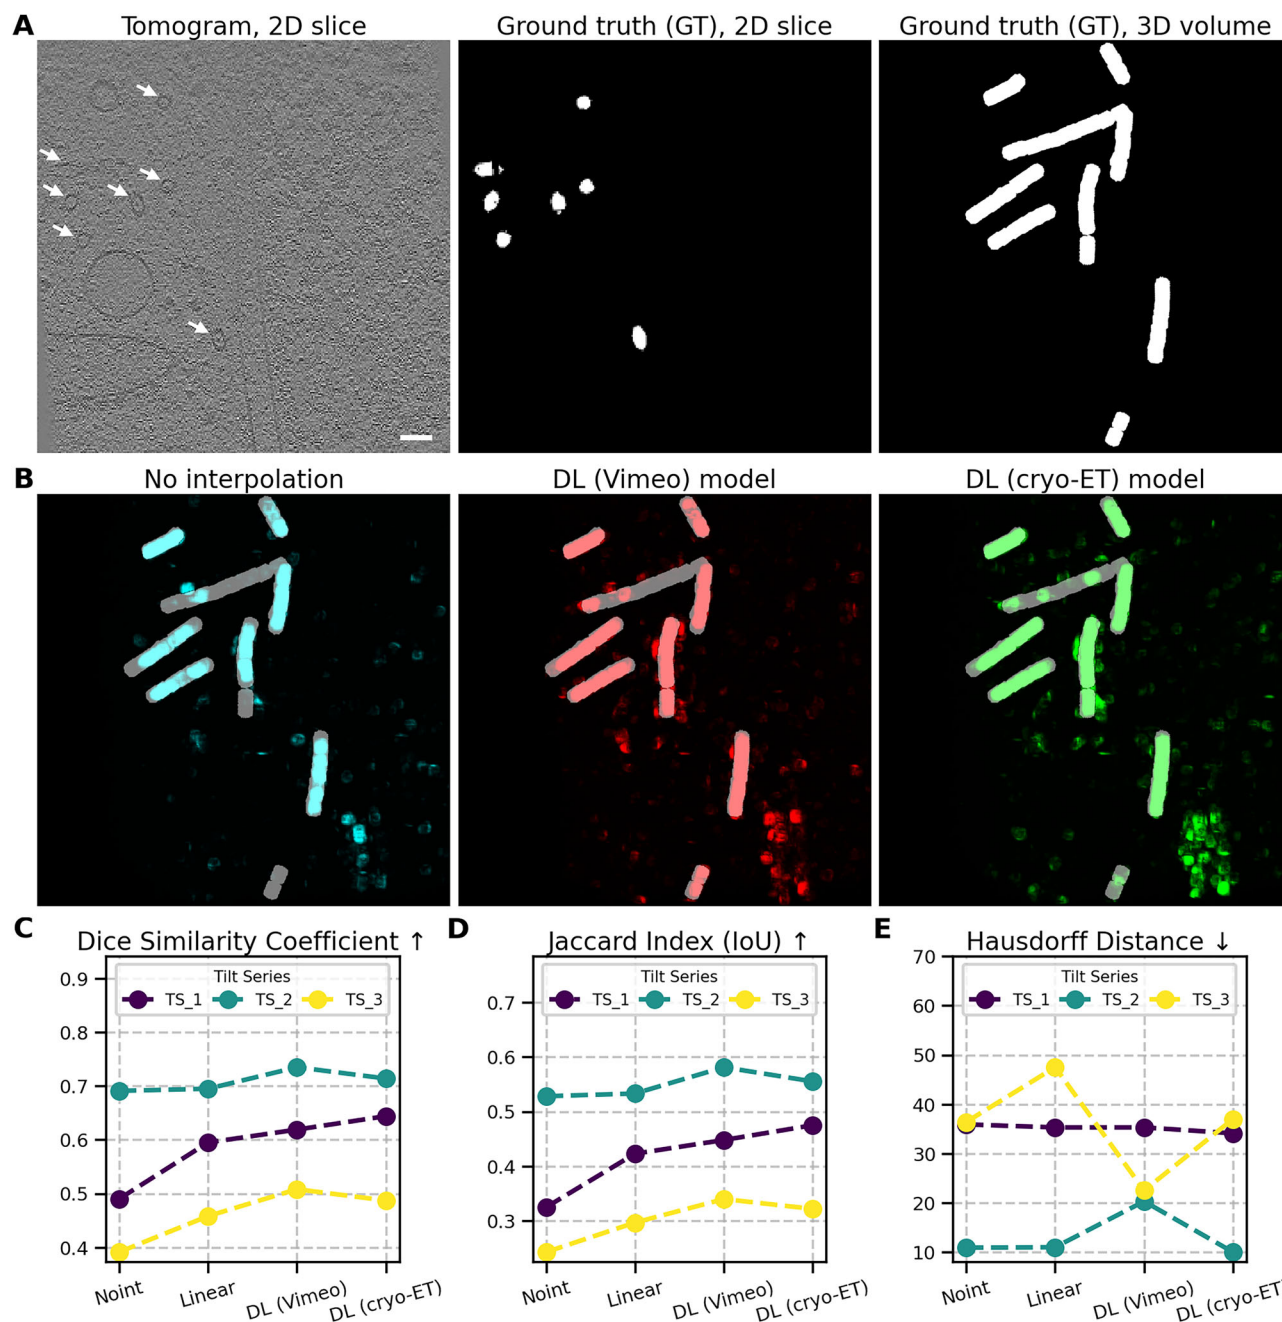 A
Tomogram, 2D slice
Ground truth (GT), 2D slice
Ground truth (GT), 3D volume
B
No interpolation
DL (Vimeo) model
DL (cryo-ET) model
C
Dice Similarity Coefficient ↑
Tilt Series
TS_1 TS_2 TS_3
0.9
0.8
0.7
0.6
0.5
0.4
Noint
Linear
DL (Vimeo)
DL (cryo-ET)
D
Jaccard Index (IoU) ↑
Tilt Series
TS_1 TS_2 TS_3
0.7
0.6
0.5
0.4
0.3
Noint
Linear
DL (Vimeo)
DL (cryo-ET)
E
Hausdorff Distance ↓
Tilt Series
TS_1 TS_2 TS_3
70
60
50
40
30
20
10
Noint
Linear
DL (Vimeo)
DL (cryo-ET)